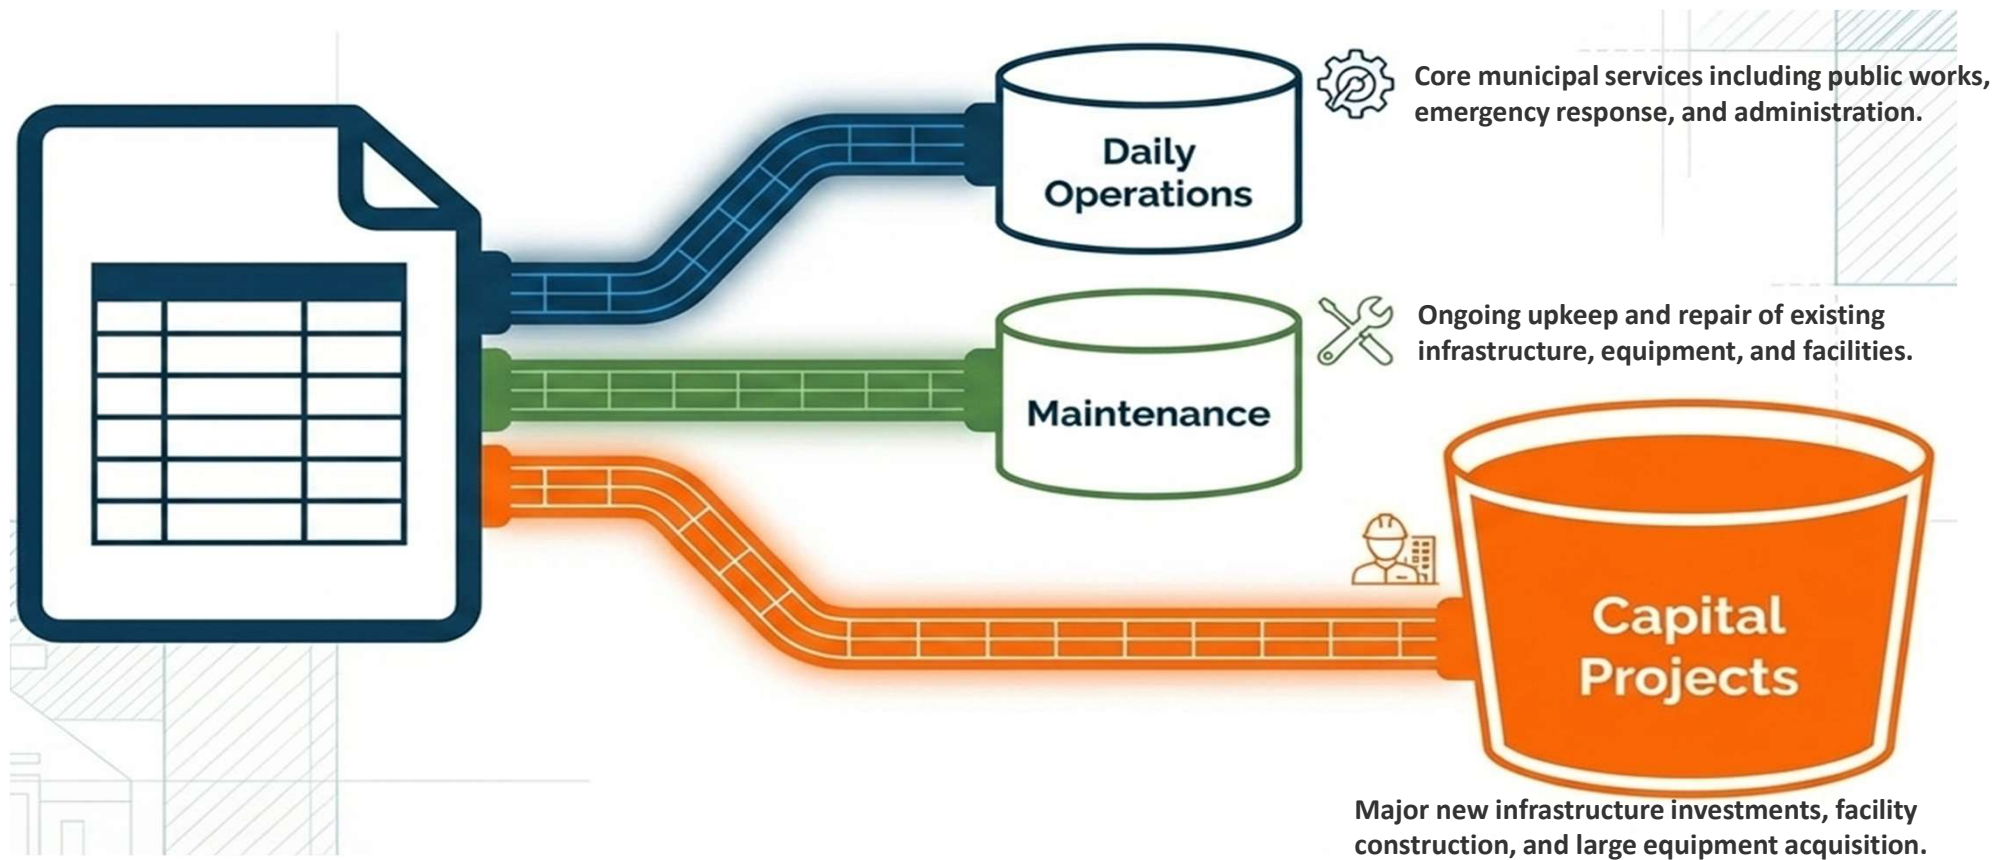 Core municipal services including public works,
emergency response, and administration.
Daily
Operations
Ongoing upkeep and repair of existing
infrastructure, equipment, and facilities.
Maintenance
Capital
Projects
Major new infrastructure investments, facility
construction, and large equipment acquisition.